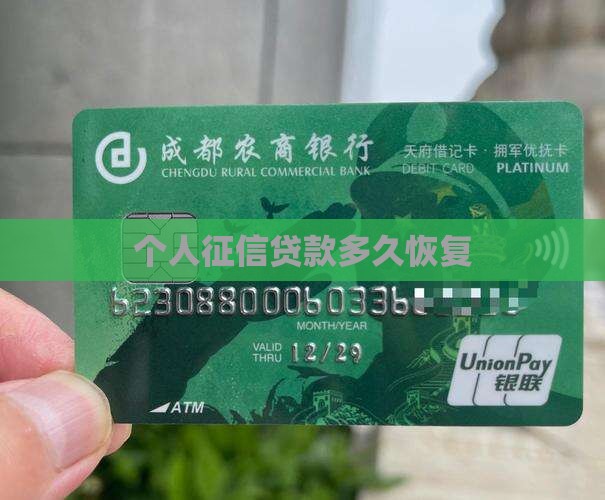 成都农商银行
CHENGDU RURAL COMMERCIAL BANK
天府借记卡·拥军优抚卡
DEBIT CARD PLATINUM
个人征信贷款多久恢复
MONTH/YEAR
VALID THRU 12/29
UnionPay
银联
ATM